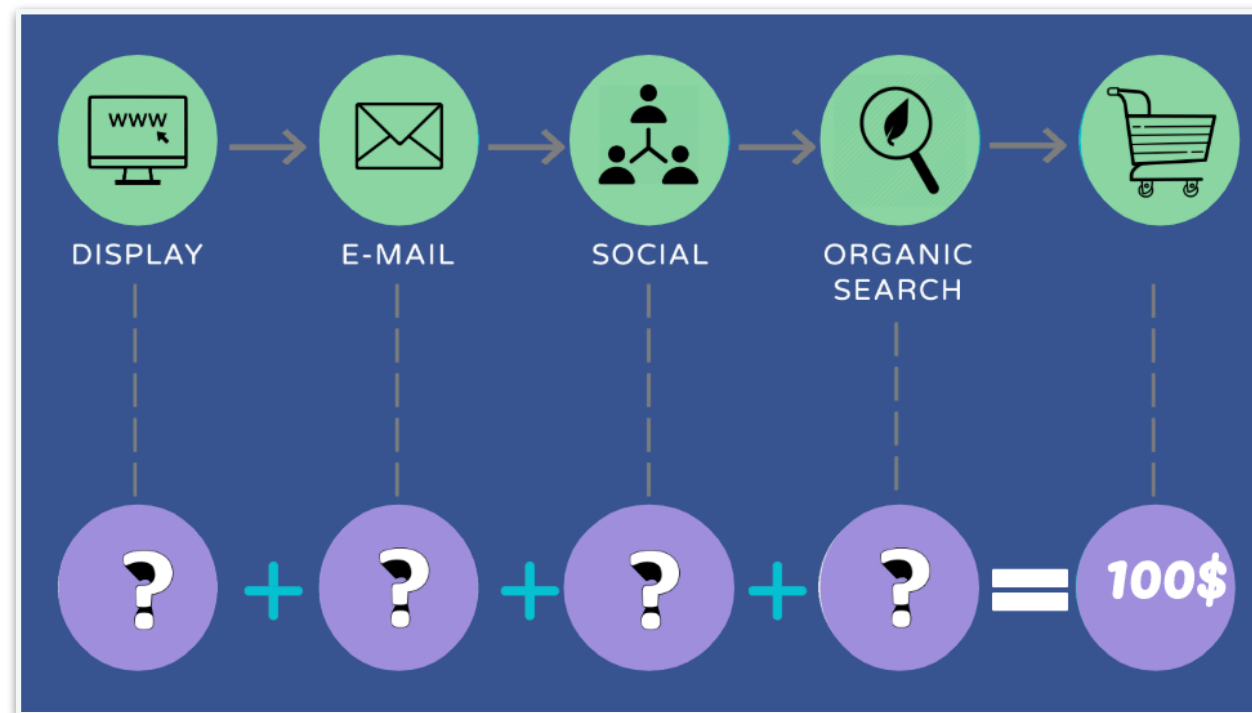 WWW
DISPLAY
E-MAIL
SOCIAL
ORGANIC
SEARCH
? + ? + ? + ? = 100$